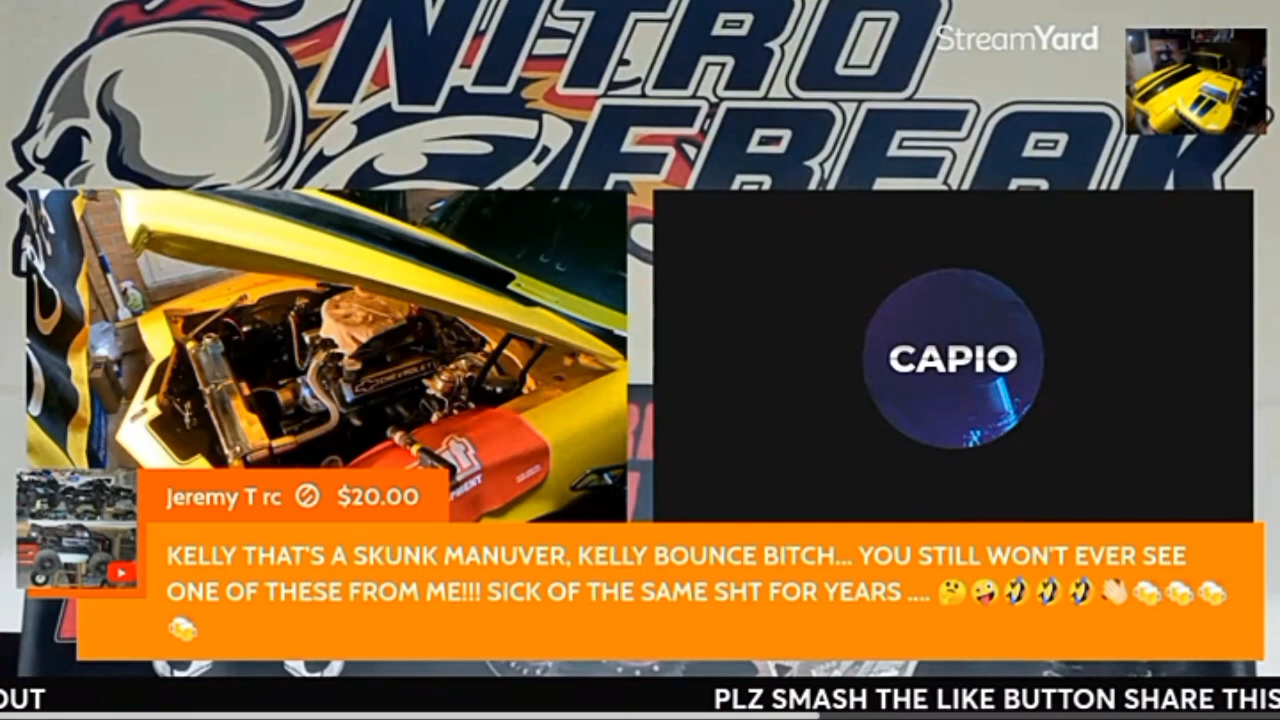 NITRO
StreamYard
FREAK
CHEVROLET
CAPIO
Jeremy T rc $20.00
KELLY THAT'S A SKUNK MANUVER, KELLY BOUNCE BITCH... YOU STILL WON'T EVER SEE
ONE OF THESE FROM ME!!! SICK OF THE SAME SHT FOR YEARS .... 🤔🤪🤣🤣🤣👏🍻🍻🍻
🍻
OUT
PLZ SMASH THE LIKE BUTTON SHARE THIS